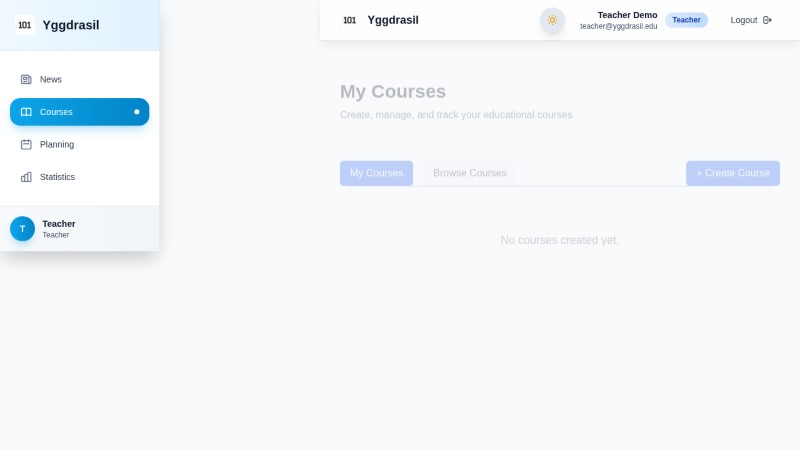 101 Yggdrasil
News
Courses
Planning
Statistics
T
Teacher
Teacher
101 Yggdrasil
Teacher Demo
teacher@yggdrasil.edu
Teacher
Logout
My Courses
Create, manage, and track your educational courses
My Courses
Browse Courses
+ Create Course
No courses created yet.